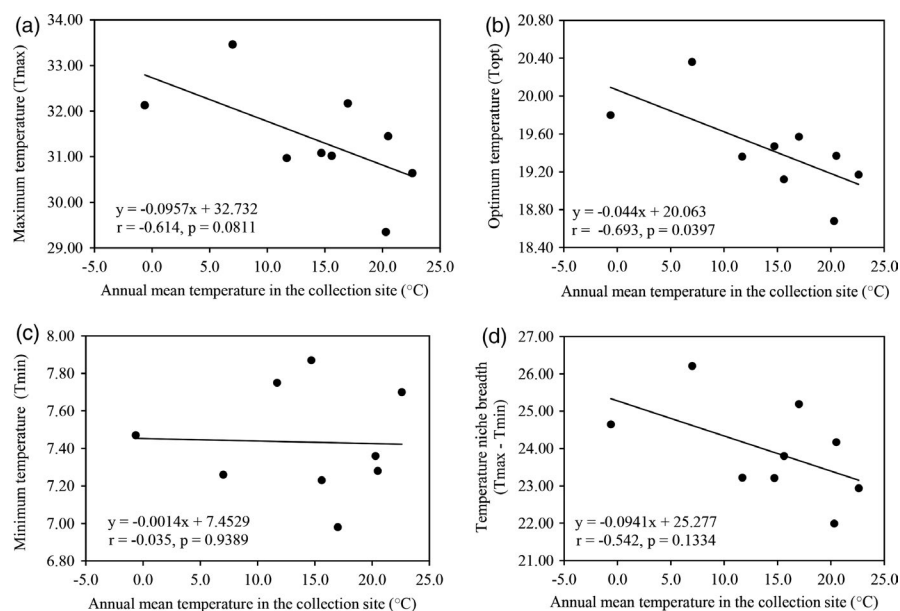 (a)
Maximum temperature (Tmax)
34.00
33.00
32.00
31.00
30.00
29.00
y = -0.0957x + 32.732
r = -0.614, p = 0.0811
-5.0 0.0 5.0 10.0 15.0 20.0 25.0
Annual mean temperature in the collection site (°C)
(b)
Optimum temperature (Topt)
20.80
20.40
20.00
19.60
19.20
18.80
18.40
y = -0.044x + 20.063
r = -0.693, p = 0.0397
-5.0 0.0 5.0 10.0 15.0 20.0 25.0
Annual mean temperature in the collection site (°C)
(c)
Minimum temperature (Tmin)
8.00
7.80
7.60
7.40
7.20
7.00
6.80
y = -0.0014x + 7.4529
r = -0.035, p = 0.9389
-5.0 0.0 5.0 10.0 15.0 20.0 25.0
Annual mean temperature in the collection site (°C)
(d)
Temperature niche breadth
(Tmax - Tmin)
27.00
26.00
25.00
24.00
23.00
22.00
21.00
y = -0.0941x + 25.277
r = -0.542, p = 0.1334
-5.0 0.0 5.0 10.0 15.0 20.0 25.0
Annual mean temperature in the collection site (°C)